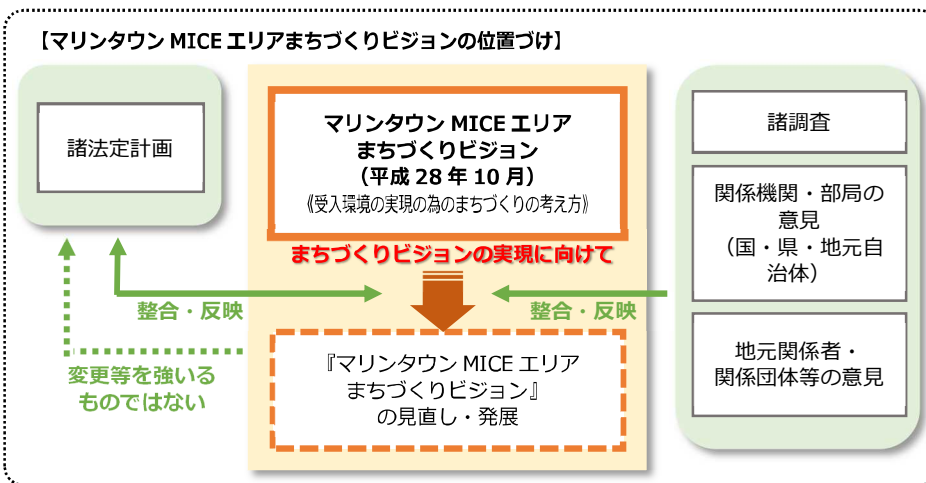 【マリンタウン MICE エリアまちづくりビジョンの位置づけ】
諸法定計画
マリンタウン MICE エリア
まちづくりビジョン
（平成 28 年 10 月）
《受入環境の実現の為のまちづくりの考え方》
まちづくりビジョンの実現に向けて
整合・反映
整合・反映
変更等を強いる
ものではない
『マリンタウン MICE エリア
まちづくりビジョン』
の見直し・発展
諸調査
関係機関・部局の
意見
（国・県・地元自
治体）
地元関係者・
関係団体等の意見